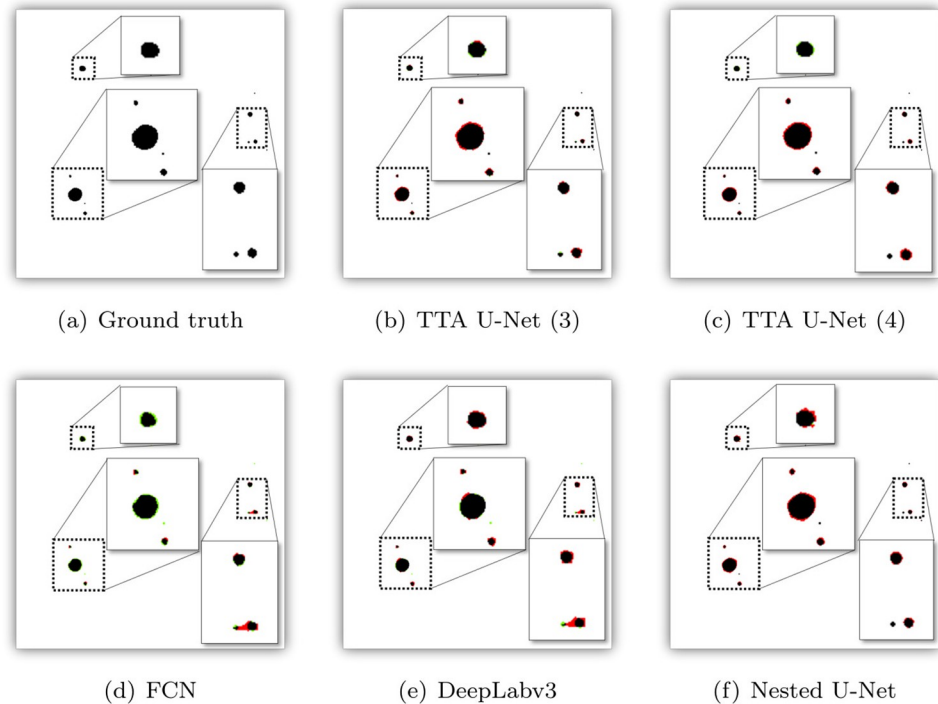 (a) Ground truth
(b) TTA U-Net (3)
(c) TTA U-Net (4)
(d) FCN
(e) DeepLabv3
(f) Nested U-Net